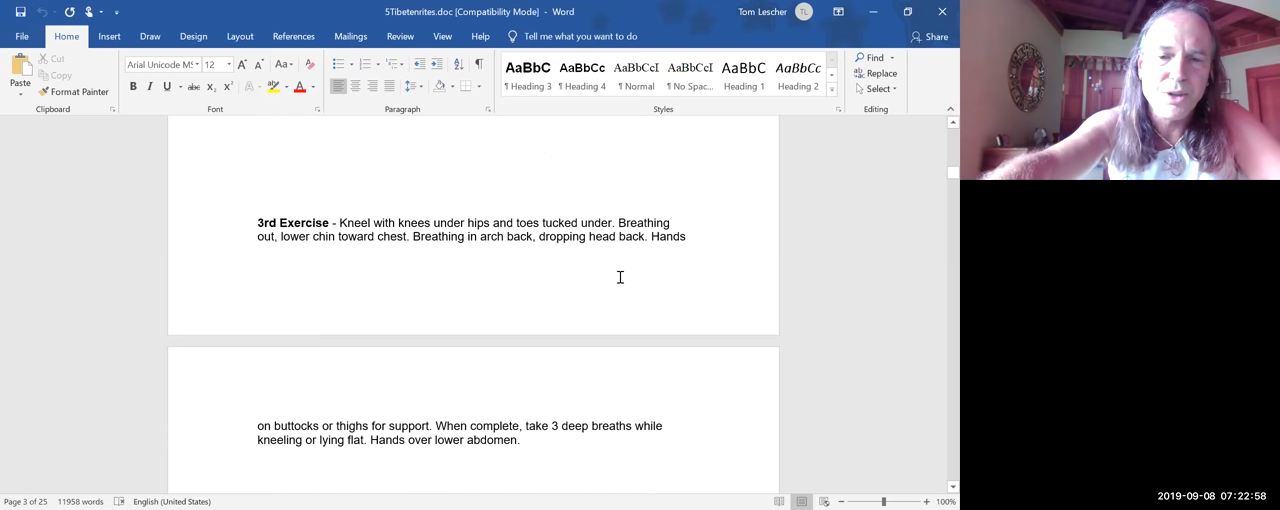 5Tibetenrites.doc [Compatibility Mode] - Word
Tom Lescher
TL
File Home Insert Draw Design Layout References Mailings Review View Help Tell me what you want to do
Share
Paste
Cut
Copy
Format Painter
Clipboard
Arial Unicode MS 12
Aa
B I U abc X2 X2
A
A
Font
Paragraph
AaBbC AaBbCc AaBbCcI AaBbCcI AaBbC AaBbCc
¶ Heading 3 ¶ Heading 4 ¶ Normal ¶ No Spac... Heading 1 Heading 2
Styles
Find
Replace
Select
Editing
3rd Exercise - Kneel with knees under hips and toes tucked under. Breathing
out, lower chin toward chest. Breathing in arch back, dropping head back. Hands
on buttocks or thighs for support. When complete, take 3 deep breaths while
kneeling or lying flat. Hands over lower abdomen.
Page 3 of 25 11958 words English (United States)
100%
2019-09-08 07:22:58